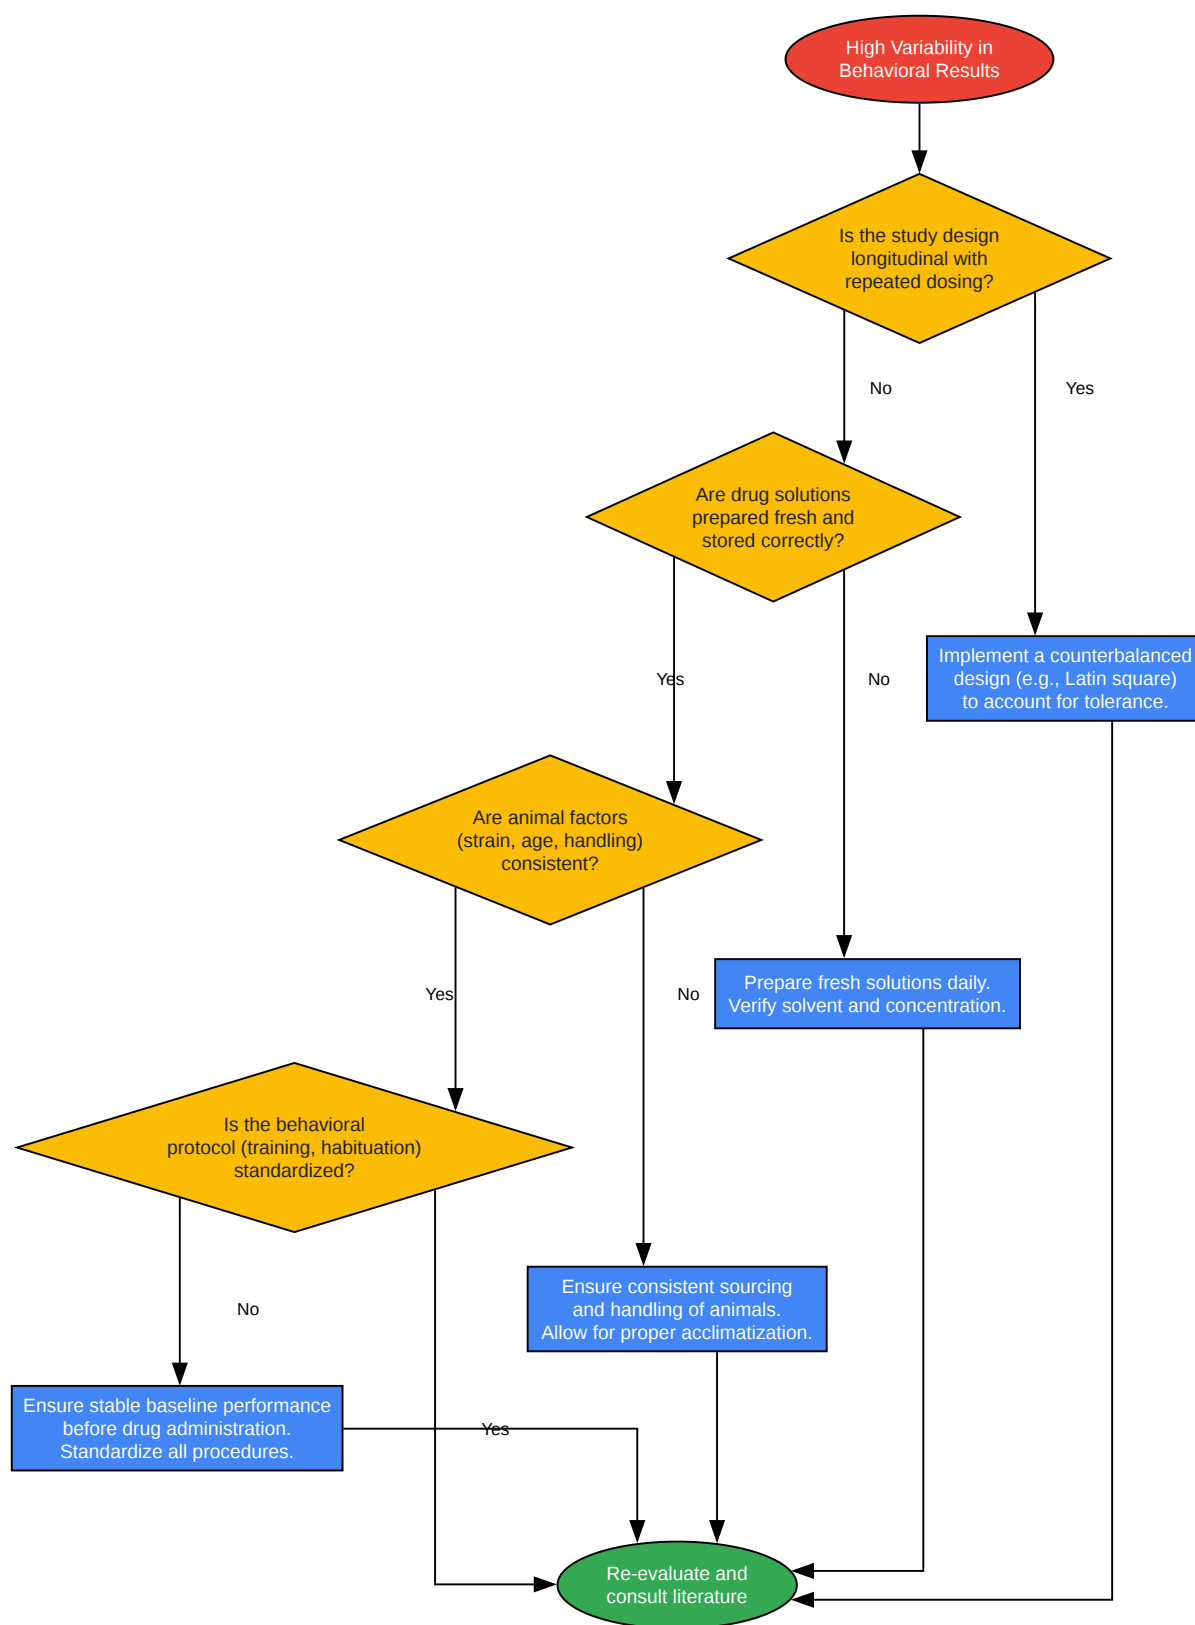 High Variability in
Behavioral Results
Is the study design
longitudinal with
repeated dosing?
No
Yes
Are drug solutions
prepared fresh and
stored correctly?
Yes
No
Implement a counterbalanced
design (e.g., Latin square)
to account for tolerance.
Are animal factors
(strain, age, handling)
consistent?
Yes
No
Prepare fresh solutions daily.
Verify solvent and concentration.
Is the behavioral
protocol (training, habituation)
standardized?
No
Ensure consistent sourcing
and handling of animals.
Allow for proper acclimatization.
Ensure stable baseline performance
before drug administration.
Standardize all procedures.
Yes
Re-evaluate and
consult literature